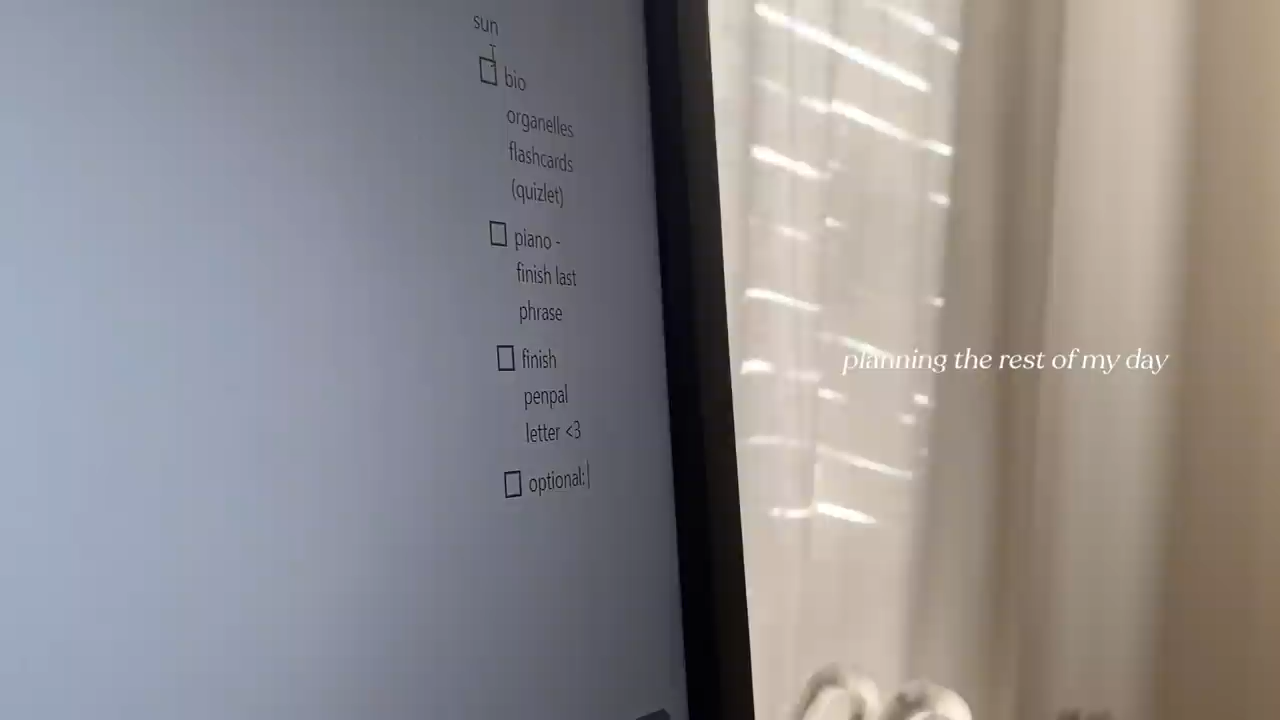 sun
bio
organelles
flashcards
(quizlet)
piano -
finish last
phrase
finish
penpal
letter <3
optional:
planning the rest of my day